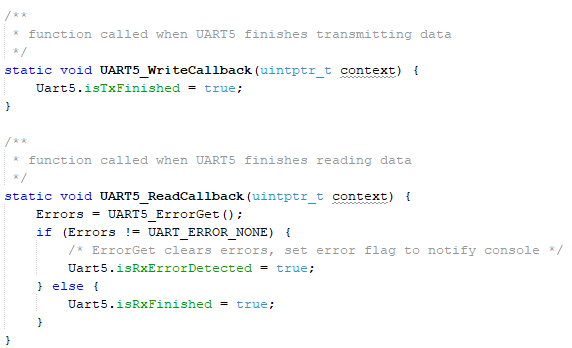 /**
 * function called when UART5 finishes transmitting data
 */
static void UART5_WriteCallback(uintptr_t context) {
    Uart5.isTxFinished = true;
}

/**
 * function called when UART5 finishes reading data
 */
static void UART5_ReadCallback(uintptr_t context) {
    Errors = UART5_ErrorGet();
    if (Errors != UART_ERROR_NONE) {
        /* ErrorGet clears errors, set error flag to notify console */
        Uart5.isRxErrorDetected = true;
    } else {
        Uart5.isRxFinished = true;
    }
}